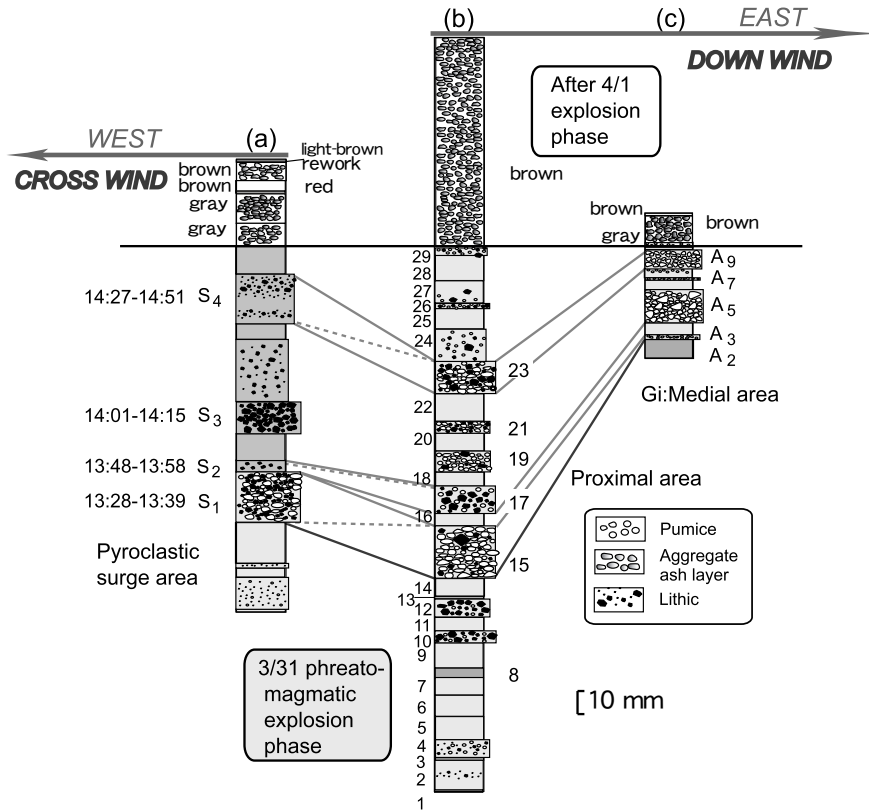 (b)
(c)
EAST
DOWN WIND
After 4/1
explosion
phase
WEST
CROSS WIND
(a)
light-brown
rework
brown
brown
red
gray
gray
brown
brown
gray
brown
14:27-14:51 S4
14:01-14:15 S3
13:48-13:58 S2
13:28-13:39 S1
Pyroclastic
surge area
29
28
27
26
25
24
23
22
21
20
19
18
17
16
15
14
13
12
11
10
9
8
7
6
5
4
3
2
1
A9
A7
A5
A3
A2
Gi:Medial area
Proximal area
Pumice
Aggregate
ash layer
Lithic
3/31 phreato-
magmatic
explosion
phase
10 mm